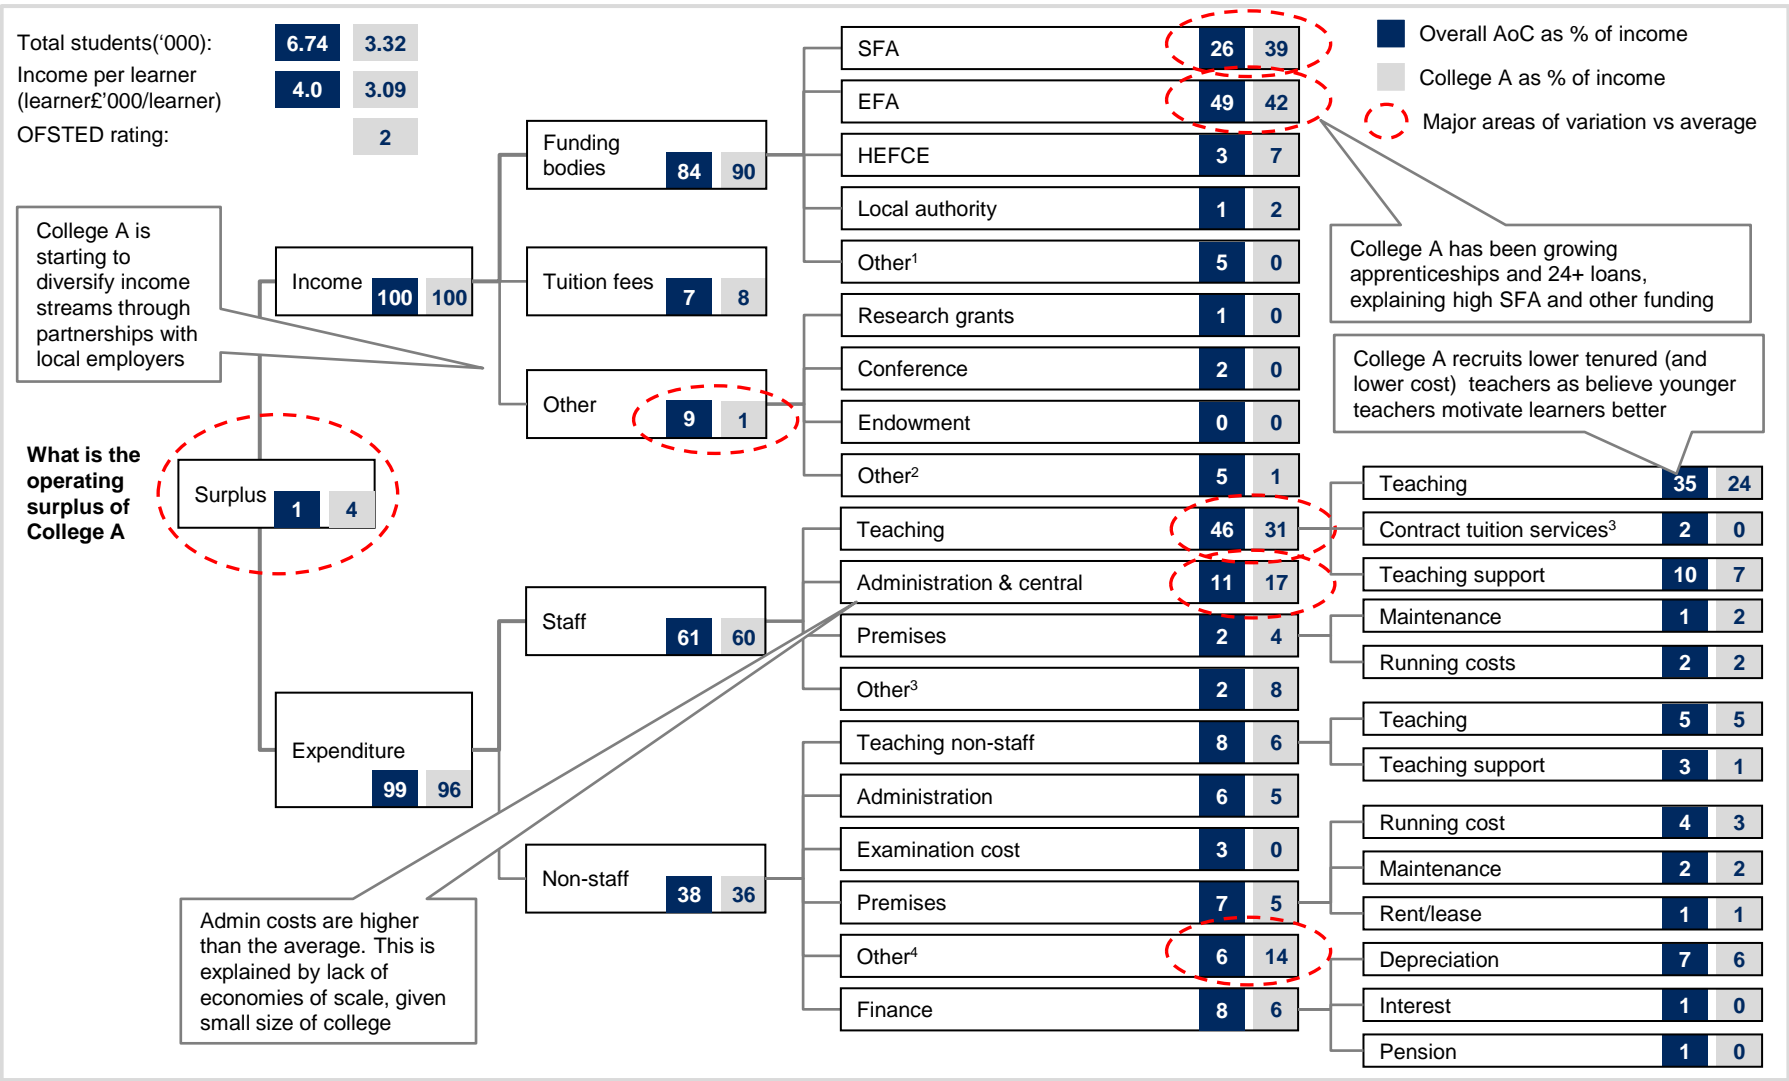 Total students(‘000):
6.74 3.32
Income per learner
(learner£’000/learner)
4.0 3.09
OFSTED rating:
2
Overall AoC as % of income
College A as % of income
Major areas of variation vs average
College A is
starting to
diversify income
streams through
partnerships with
local employers
What is the
operating
surplus of
College A
Surplus 1 4
Income 100 100
Expenditure
99 96
Funding
bodies 84 90
Tuition fees 7 8
Other 9 1
Staff 61 60
Non-staff 38 36
SFA 26 39
EFA 49 42
HEFCE 3 7
Local authority 1 2
Other1 5 0
Research grants 1 0
Conference 2 0
Endowment 0 0
Other2 5 1
Teaching 46 31
Administration & central 11 17
Premises 2 4
Other3 2 8
Teaching non-staff 8 6
Administration 6 5
Examination cost 3 0
Premises 7 5
Other4 6 14
Finance 8 6
College A has been growing
apprenticeships and 24+ loans,
explaining high SFA and other funding
College A recruits lower tenured (and
lower cost) teachers as believe younger
teachers motivate learners better
Teaching 35 24
Contract tuition services3 2 0
Teaching support 10 7
Maintenance 1 2
Running costs 2 2
Teaching 5 5
Teaching support 3 1
Running cost 4 3
Maintenance 2 2
Rent/lease 1 1
Depreciation 7 6
Interest 1 0
Pension 1 0
Admin costs are higher
than the average. This is
explained by lack of
economies of scale, given
small size of college